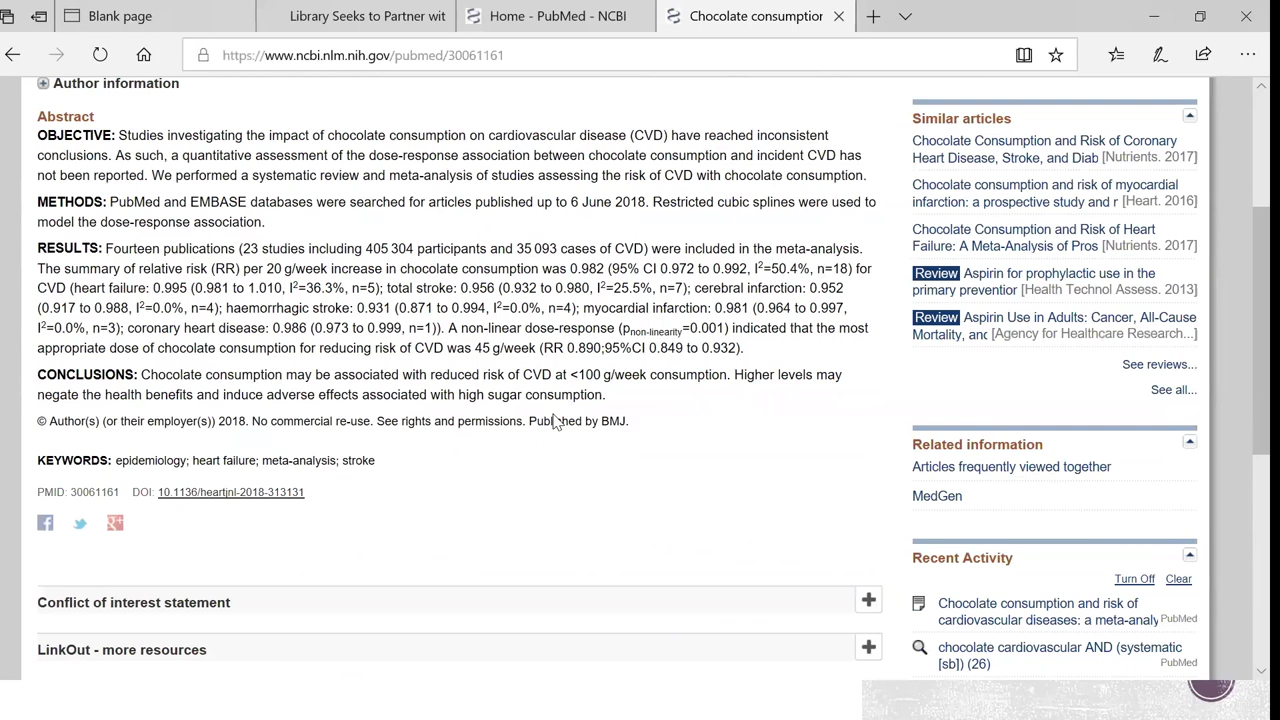 Blank page
Library Seeks to Partner wit
Home - PubMed - NCBI
Chocolate consumption
https://www.ncbi.nlm.nih.gov/pubmed/30061161
Author information
Abstract
OBJECTIVE: Studies investigating the impact of chocolate consumption on cardiovascular disease (CVD) have reached inconsistent
conclusions. As such, a quantitative assessment of the dose-response association between chocolate consumption and incident CVD has
not been reported. We performed a systematic review and meta-analysis of studies assessing the risk of CVD with chocolate consumption.
METHODS: PubMed and EMBASE databases were searched for articles published up to 6 June 2018. Restricted cubic splines were used to
model the dose-response association.
RESULTS: Fourteen publications (23 studies including 405 304 participants and 35 093 cases of CVD) were included in the meta-analysis.
The summary of relative risk (RR) per 20 g/week increase in chocolate consumption was 0.982 (95% CI 0.972 to 0.992, I²=50.4%, n=18) for
CVD (heart failure: 0.995 (0.981 to 1.010, I²=36.3%, n=5); total stroke: 0.956 (0.932 to 0.980, I²=25.5%, n=7); cerebral infarction: 0.952
(0.917 to 0.988, I²=0.0%, n=4); haemorrhagic stroke: 0.931 (0.871 to 0.994, I²=0.0%, n=4); myocardial infarction: 0.981 (0.964 to 0.997,
I²=0.0%, n=3); coronary heart disease: 0.986 (0.973 to 0.999, n=1)). A non-linear dose-response (pnon-linearity=0.001) indicated that the most
appropriate dose of chocolate consumption for reducing risk of CVD was 45 g/week (RR 0.890;95%CI 0.849 to 0.932).
CONCLUSIONS: Chocolate consumption may be associated with reduced risk of CVD at <100 g/week consumption. Higher levels may
negate the health benefits and induce adverse effects associated with high sugar consumption.
© Author(s) (or their employer(s)) 2018. No commercial re-use. See rights and permissions. Published by BMJ.
KEYWORDS: epidemiology; heart failure; meta-analysis; stroke
PMID: 30061161 DOI: 10.1136/heartjnl-2018-313131
Conflict of interest statement
LinkOut - more resources
Similar articles
Chocolate Consumption and Risk of Coronary
Heart Disease, Stroke, and Diab [Nutrients. 2017]
Chocolate consumption and risk of myocardial
infarction: a prospective study and r [Heart. 2016]
Chocolate Consumption and Risk of Heart
Failure: A Meta-Analysis of Pros [Nutrients. 2017]
Review Aspirin for prophylactic use in the
primary prevention [Health Technol Assess. 2013]
Review Aspirin Use in Adults: Cancer, All-Cause
Mortality, and [Agency for Healthcare Research...]
See reviews...
See all...
Related information
Articles frequently viewed together
MedGen
Recent Activity
Turn Off Clear
Chocolate consumption and risk of
cardiovascular diseases: a meta-analy PubMed
chocolate cardiovascular AND (systematic
[sb]) (26) PubMed